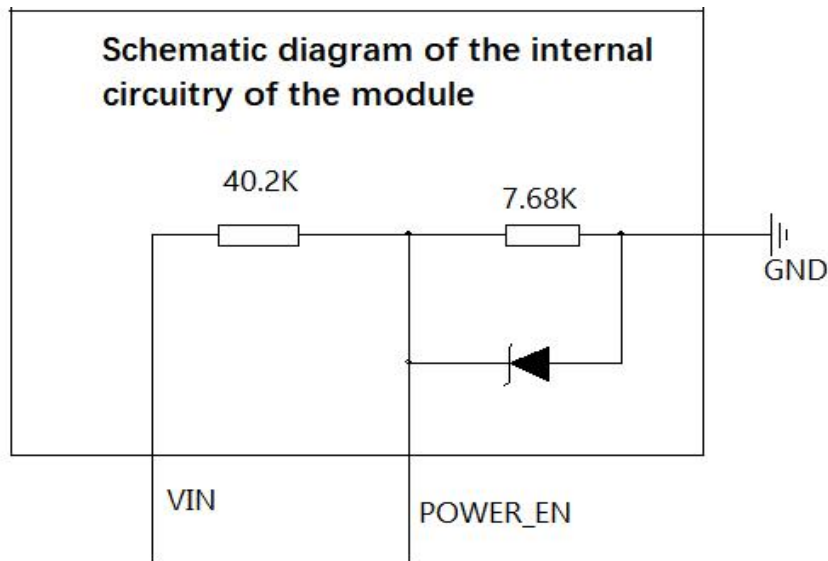 Schematic diagram of the internal
circuitry of the module
40.2K
7.68K
GND
VIN
POWER_EN